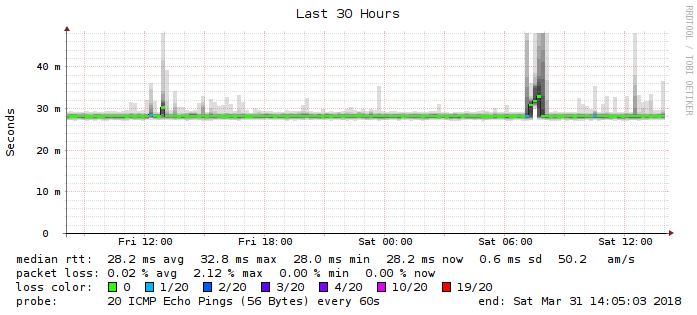 Last 30 Hours
RRDTOOL / TOBI OETIKER
Seconds
40 m
30 m
20 m
10 m
0
Fri 12:00 Fri 18:00 Sat 00:00 Sat 06:00 Sat 12:00
median rtt: 28.2 ms avg 32.8 ms max 28.0 ms min 28.2 ms now 0.6 ms sd 50.2 am/s
packet loss: 0.02 % avg 2.12 % max 0.00 % min 0.00 % now
loss color: 0 1/20 2/20 3/20 4/20 10/20 19/20
probe: 20 ICMP Echo Pings (56 Bytes) every 60s end: Sat Mar 31 14:05:03 2018